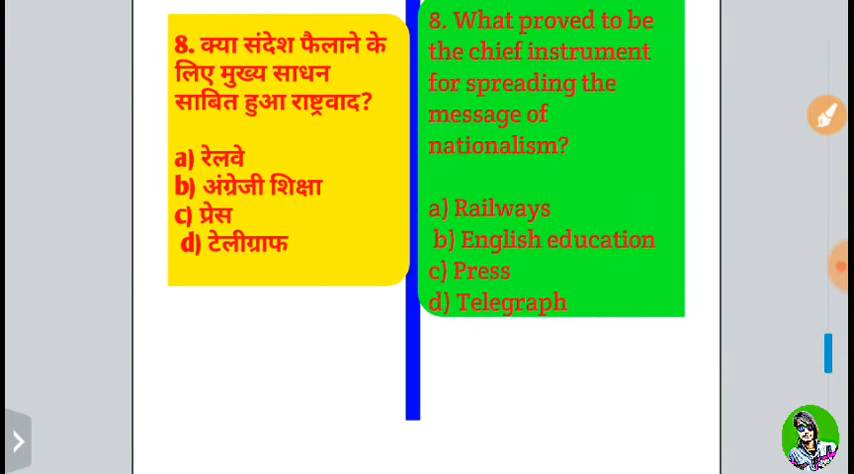 8. क्या संदेश फैलाने के
लिए मुख्य साधन
साबित हुआ राष्ट्रवाद?
a) रेलवे
b) अंग्रेजी शिक्षा
c) प्रेस
d) टेलीग्राफ
8. What proved to be
the chief instrument
for spreading the
message of
nationalism?
a) Railways
b) English education
c) Press
d) Telegraph